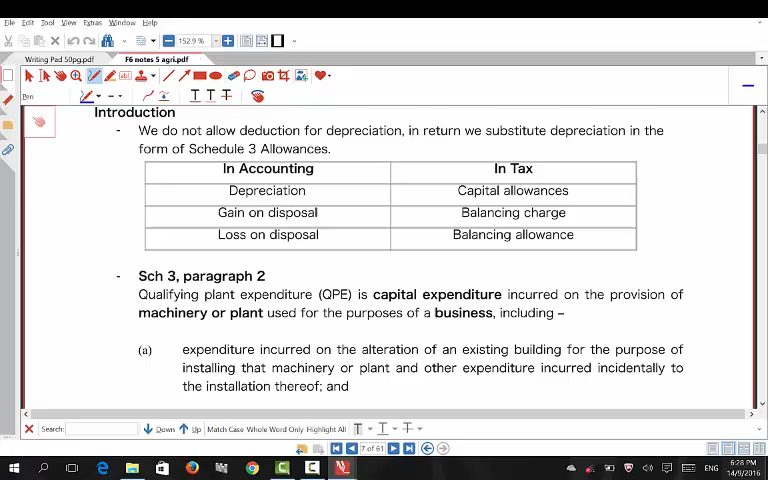 File Edit Tool View Extras Window Help
152.9 %
Writing Pad 50pg.pdf F6 notes 5 agri.pdf
Pen
Introduction
- We do not allow deduction for depreciation, in return we substitute depreciation in the
form of Schedule 3 Allowances.
In Accounting In Tax
Depreciation Capital allowances
Gain on disposal Balancing charge
Loss on disposal Balancing allowance
- Sch 3, paragraph 2
Qualifying plant expenditure (QPE) is capital expenditure incurred on the provision of
machinery or plant used for the purposes of a business, including –
(a) expenditure incurred on the alteration of an existing building for the purpose of
installing that machinery or plant and other expenditure incurred incidentally to
the installation thereof; and
Search: Down Up Match Case Whole Word Only Highlight All T T T
7 of 61
ENG 6:28 PM
14/9/2016